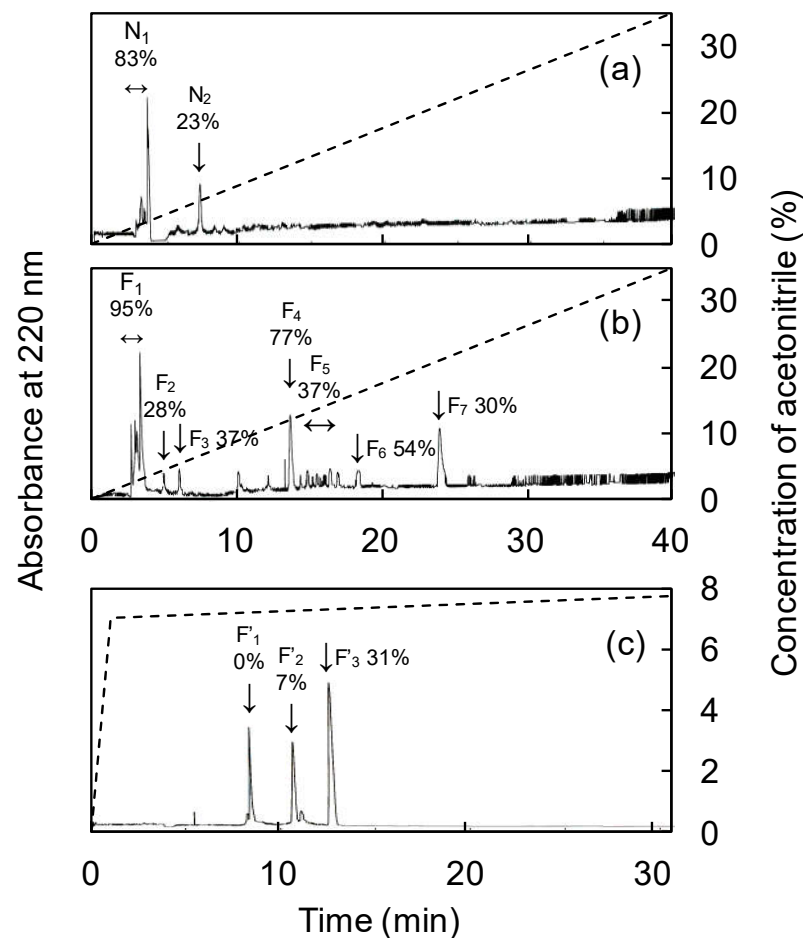 Absorbance at 220 nm
Concentration of acetonitrile (%)
(a)
N₁
83%
↔
N₂
23%
↓
30
20
10
0
(b)
F₁
95%
↔
F₂
28%
↓
↓
F₃ 37%
F₄
77%
↓
F₅
37%
↔
↓ F₆ 54%
↓ F₇ 30%
30
20
10
0
0 10 20 30 40
(c)
F'₁
0%
↓
F'₂
7%
↓
↓ F'₃ 31%
8
6
4
2
0
0 10 20 30
Time (min)